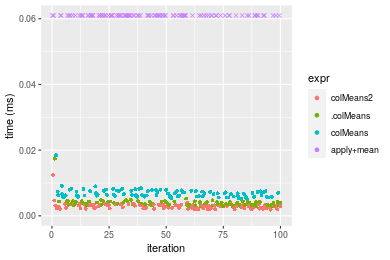 0.06
0.04
0.02
0.00
time (ms)
0
25
50
75
100
iteration
expr
colMeans2
.colMeans
colMeans
apply+mean